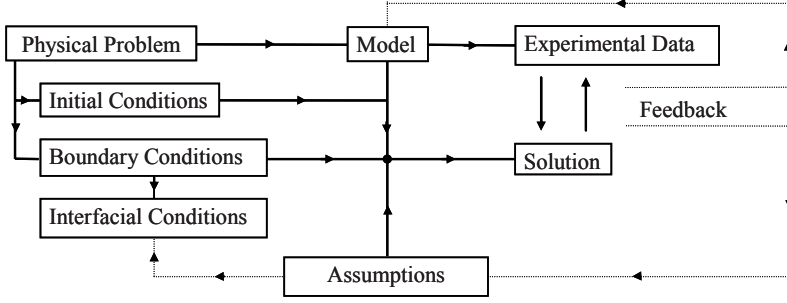 Physical Problem
Model
Experimental Data
Initial Conditions
Feedback
Boundary Conditions
Solution
Interfacial Conditions
Assumptions